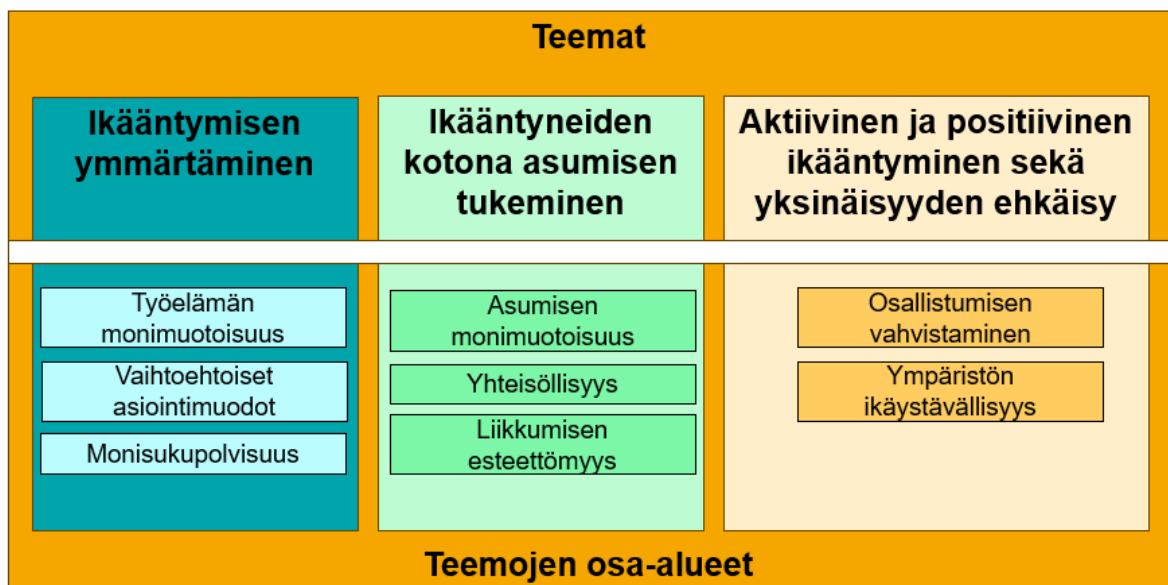 Teemat
Ikääntymisen
ymmärtäminen
Ikääntyneiden
kotona asumisen
tukeminen
Aktiivinen ja positiivinen
ikääntyminen sekä
yksinäisyyden ehkäisy
Työelämän
monimuotoisuus
Vaihtoehtoiset
asiointimuodot
Monisukupolvisuus
Asumisen
monimuotoisuus
Yhteisöllisyys
Liikkumisen
esteettömyys
Osallistumisen
vahvistaminen
Ympäristön
ikäystävällisyys
Teemojen osa-alueet